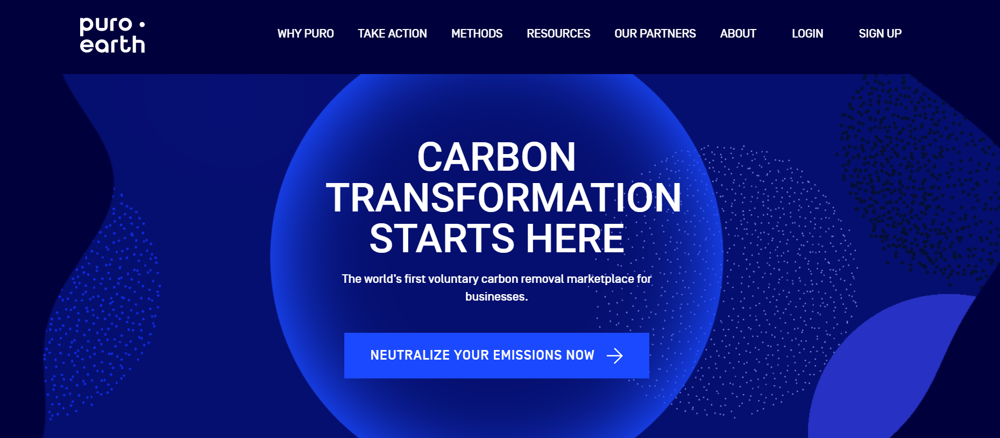 puro·
earth
WHY PURO TAKE ACTION METHODS RESOURCES OUR PARTNERS ABOUT LOGIN SIGN UP
CARBON
TRANSFORMATION
STARTS HERE
The world’s first voluntary carbon removal marketplace for
businesses.
NEUTRALIZE YOUR EMISSIONS NOW